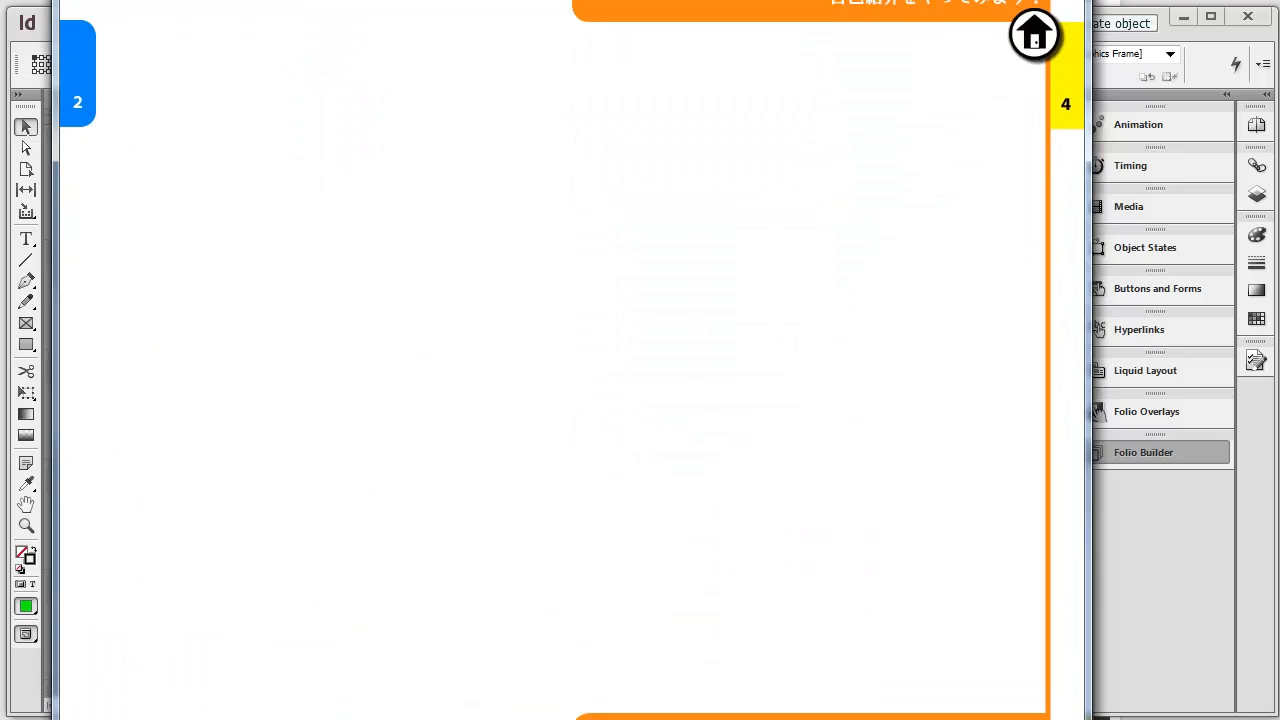 Id
ate object
hics Frame]
2
4
Animation
Timing
Media
Object States
Buttons and Forms
Hyperlinks
Liquid Layout
Folio Overlays
Folio Builder
T
T